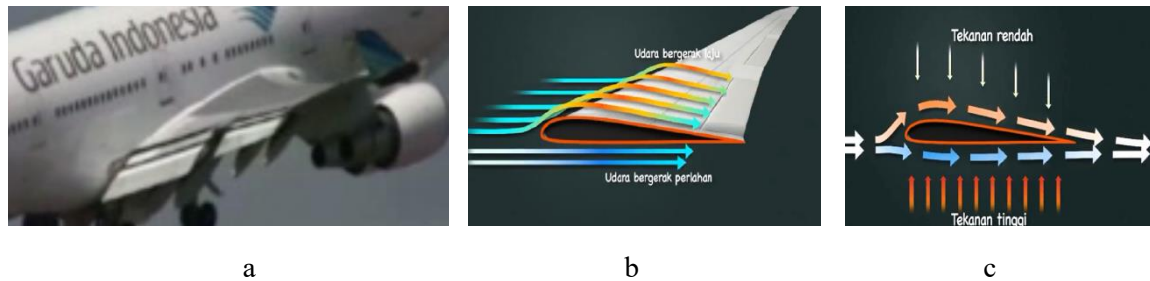 Garuda Indonesia
Udara bergerak laju
Udara bergerak perlahan
Tekanan rendah
Tekanan tinggi
a
b
c